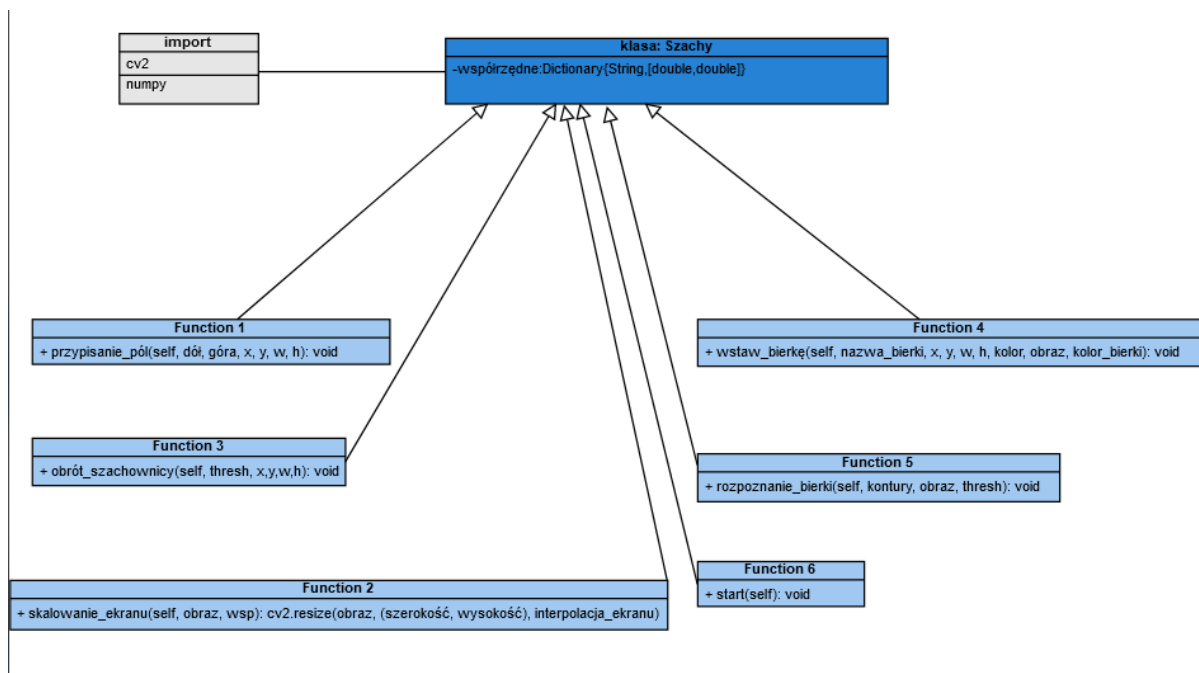 import
cv2
numpy
klasa: Szachy
-współrzędne:Dictionary{String,[double,double]}
Function 1
+ przypisanie_pól(self, dół, góra, x, y, w, h): void
Function 4
+ wstaw_bierkę(self, nazwa_bierki, x, y, w, h, kolor, obraz, kolor_bierki): void
Function 3
+ obrót_szachownicy(self, thresh, x,y,w,h): void
Function 5
+ rozpoznanie_bierki(self, kontury, obraz, thresh): void
Function 6
+ start(self): void
Function 2
+ skalowanie_ekranu(self, obraz, wsp): cv2.resize(obraz, (szerokość, wysokość), interpolacja_ekranu)